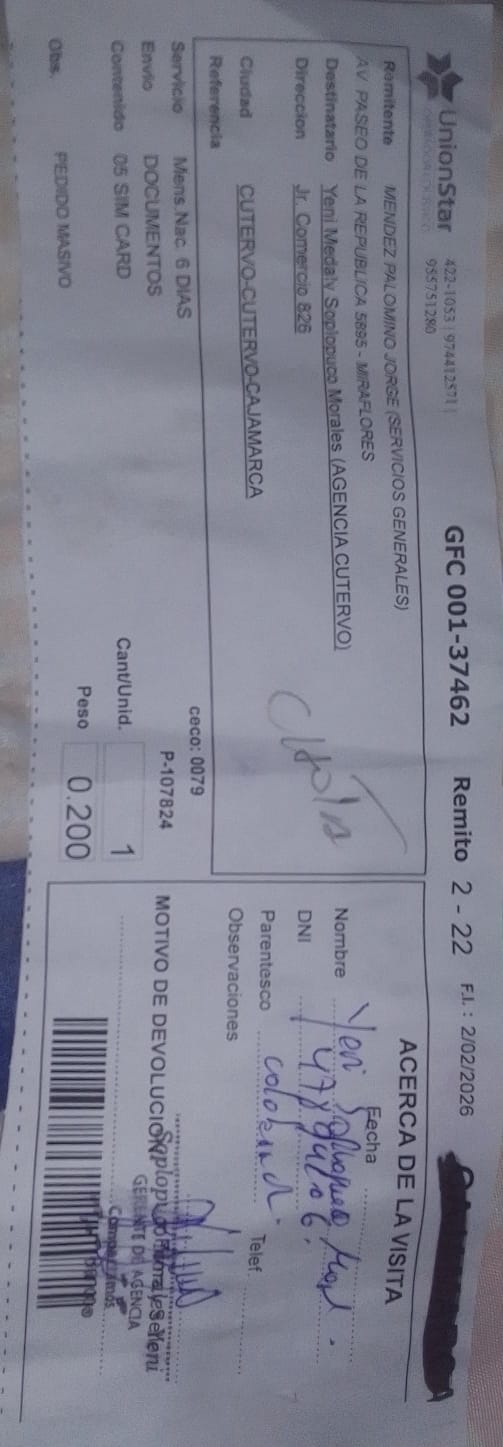 UnionStar
422-1053 | 974412571 |
955751280
GFC 001-37462 Remito 2 - 22 F.I.: 2/02/2026
Remitente MENDEZ PALOMINO JORGE (SERVICIOS GENERALES)
AV. PASEO DE LA REPUBLICA 5895 - MIRAFLORES
Destinatario Yeni Medaly Soplopuco Morales (AGENCIA CUTERVO)
Direccion Jr. Comercio 826
Ciudad CUTERVO-CUTERVO-CAJAMARCA
Referencia
Servicio Mens.Nac. 6 DIAS
Envio DOCUMENTOS
Contenido 05 SIM CARD
Obs. PEDIDO MASIVO
ceco: 0079
P-107824
Cant/Unid. 1
Peso 0.200
ACERCA DE LA VISITA
Fecha
Nombre Yeni
DNI
Parentesco
Telef
Observaciones
MOTIVO DE DEVOLUCION
GERENTE DE AGENCIA